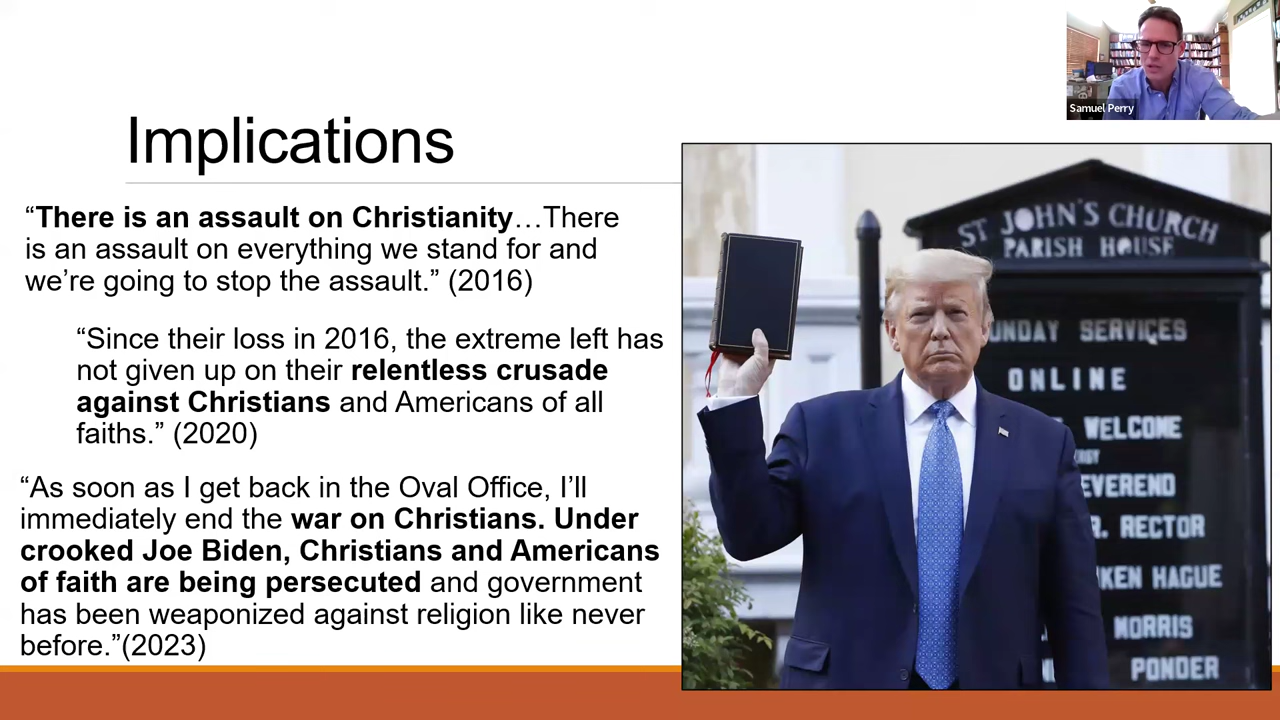 Samuel Perry
Implications
“There is an assault on Christianity…There
is an assault on everything we stand for and
we’re going to stop the assault.” (2016)
“Since their loss in 2016, the extreme left has
not given up on their relentless crusade
against Christians and Americans of all
faiths.” (2020)
“As soon as I get back in the Oval Office, I’ll
immediately end the war on Christians. Under
crooked Joe Biden, Christians and Americans
of faith are being persecuted and government
has been weaponized against religion like never
before.”(2023)
ST JOHN'S CHURCH
PARISH HOUSE
SERVICES
ONLINE
WELCOME
RECTOR
HAGUE
MORRIS
PONDER